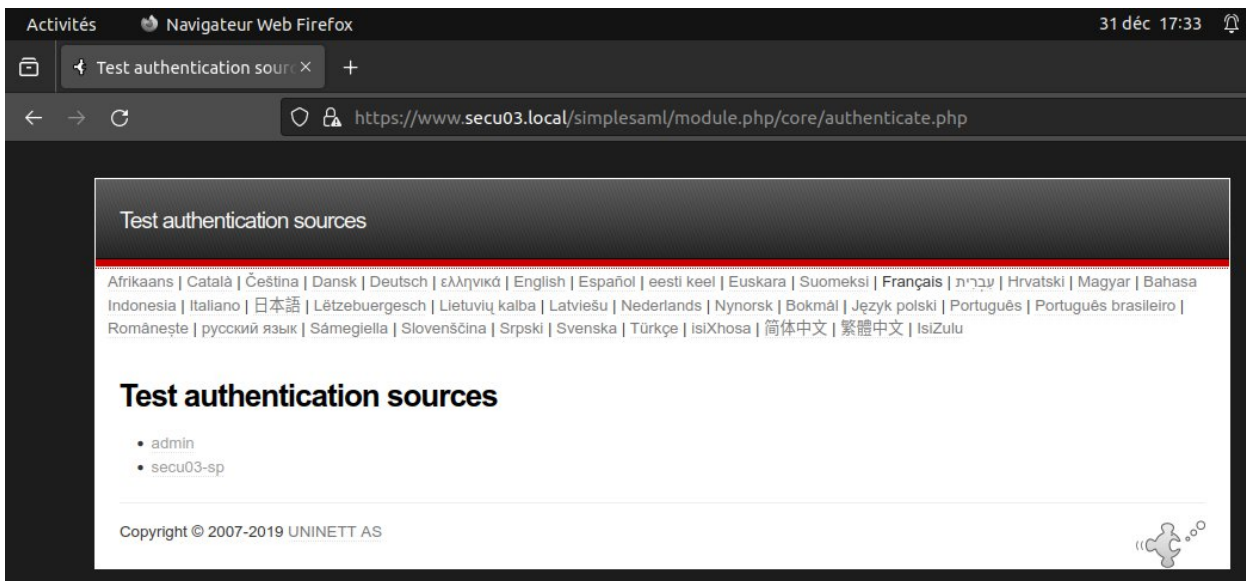 Activités Navigateur Web Firefox 31 déc 17:33
Test authentication sour
https://www.secu03.local/simplesaml/module.php/core/authenticate.php
Test authentication sources
Afrikaans | Català | Čeština | Dansk | Deutsch | ελληνικά | English | Español | eesti keel | Euskara | Suomeksi | Français | עִבְרִית | Hrvatski | Magyar | Bahasa
Indonesia | Italiano | 日本語 | Lëtzebuergesch | Lietuvių kalba | Latviešu | Nederlands | Nynorsk | Bokmål | Język polski | Português | Português brasileiro |
Românește | русский язык | Sámegiella | Slovenščina | Srpski | Svenska | Türkçe | isiXhosa | 简体中文 | 繁體中文 | IsiZulu
Test authentication sources
• admin
• secu03-sp
Copyright © 2007-2019 UNINETT AS